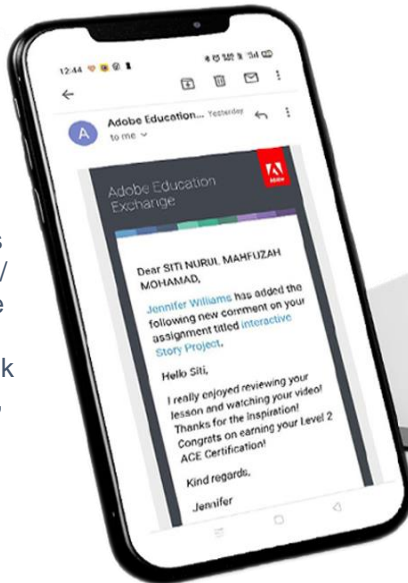 12:44
Adobe Education... Yesterday
to me
A
Adobe Education
Exchange
Adobe
Dear SITI NURUL MAHFUZAH
MOHAMAD,
Jennifer Williams has added the
following new comment on your
assignment titled interactive
Story Project.
Hello Siti,
I really enjoyed reviewing your
lesson and watching your video!
Thanks for the inspiration!
Congrats on earning your Level 2
ACE Certification!
Kind regards,
Jennifer
s
/
e
k
,